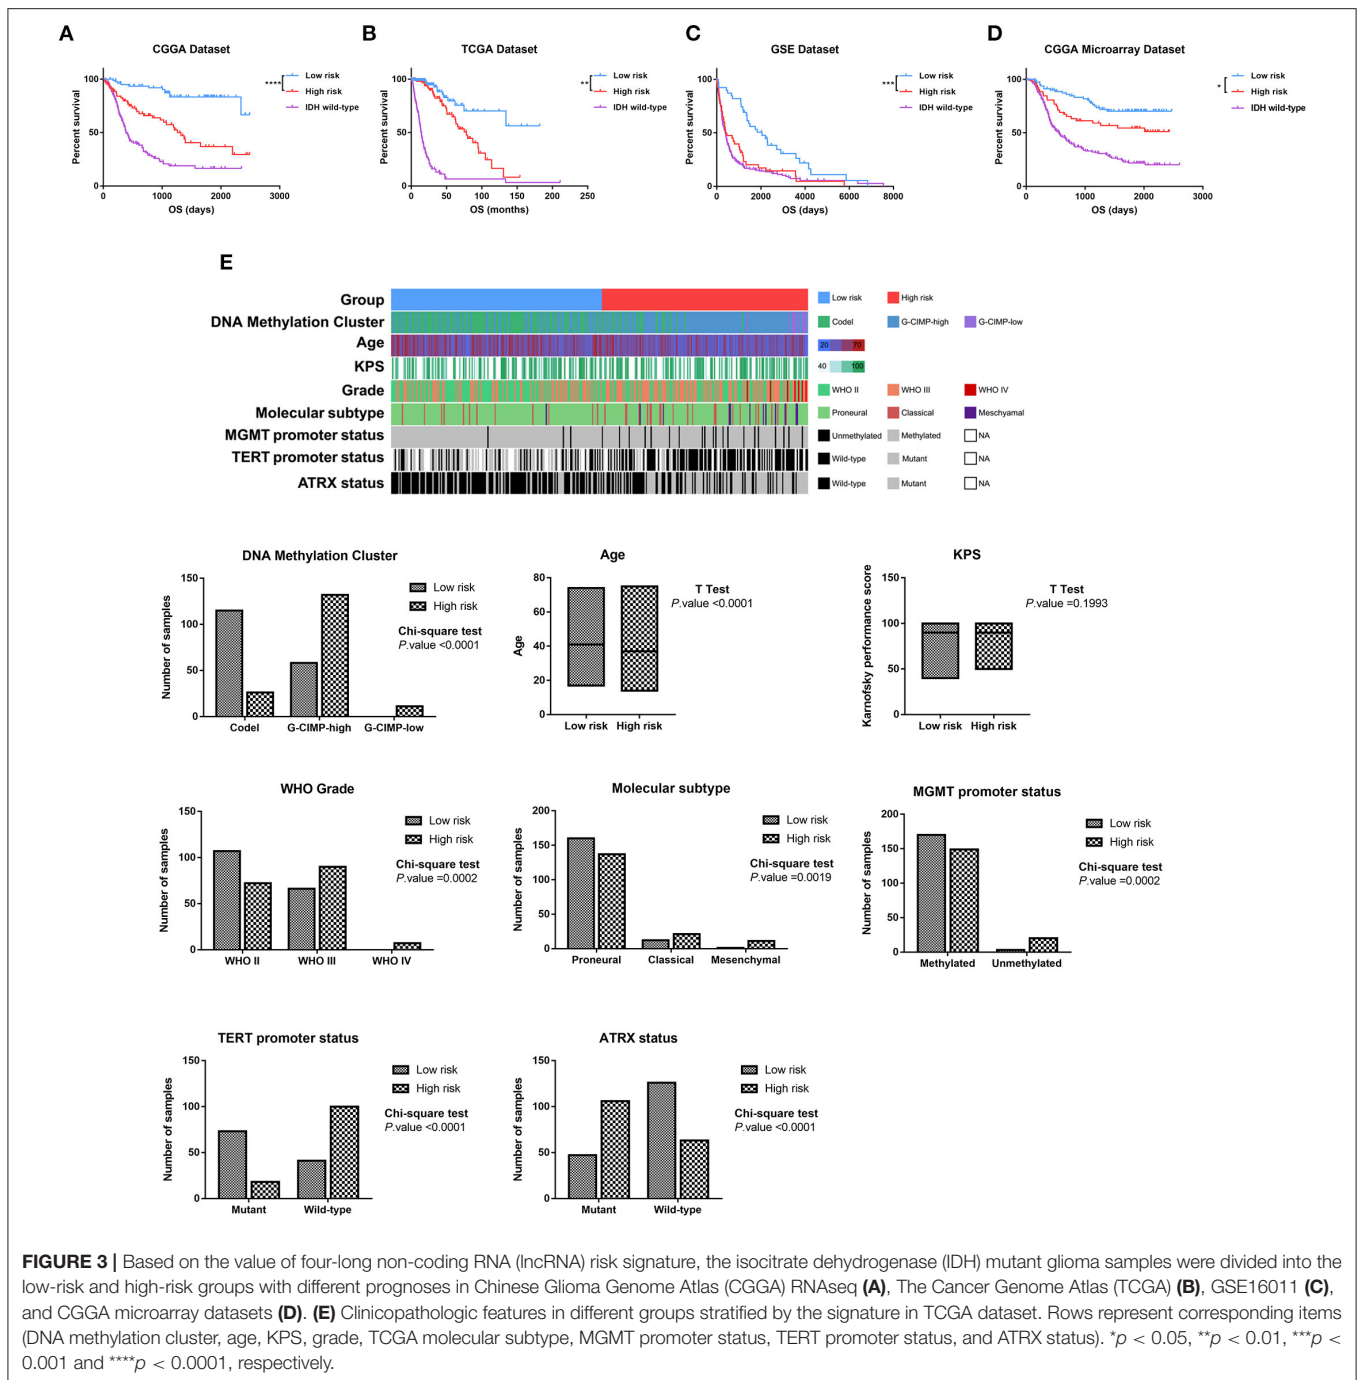 A
CGGA Dataset
Percent survival
100
50
0
0 1000 2000 3000
OS (days)
****
Low risk
High risk
IDH wild-type
B
TCGA Dataset
Percent survival
100
50
0
0 50 100 150 200 250
OS (months)
**
Low risk
High risk
IDH wild-type
C
GSE Dataset
Percent survival
100
50
0
0 2000 4000 6000 8000
OS (days)
***
Low risk
High risk
IDH wild-type
D
CGGA Microarray Dataset
Percent survival
100
50
0
0 1000 2000 3000
OS (days)
*
Low risk
High risk
IDH wild-type
E
Group
Low risk High risk
DNA Methylation Cluster
Codel G-CIMP-high G-CIMP-low
Age
20 70
KPS
40 100
Grade
WHO II WHO III WHO IV
Molecular subtype
Proneural Classical Meschyamal
MGMT promoter status
Unmethylated Methylated NA
TERT promoter status
Wild-type Mutant NA
ATRX status
Wild-type Mutant NA
DNA Methylation Cluster
Number of samples
150
100
50
0
Codel G-CIMP-high G-CIMP-low
Low risk
High risk
Chi-square test
P.value <0.0001
Age
Age
80
60
40
20
0
Low risk High risk
T Test
P.value <0.0001
KPS
Karnofsky performance score
150
100
50
0
Low risk High risk
T Test
P.value =0.1993
WHO Grade
Number of samples
150
100
50
0
WHO II WHO III WHO IV
Low risk
High risk
Chi-square test
P.value =0.0002
Molecular subtype
Number of samples
200
150
100
50
0
Proneural Classical Mesenchymal
Low risk
High risk
Chi-square test
P.value =0.0019
MGMT promoter status
Number of samples
200
150
100
50
0
Methylated Unmethylated
Low risk
High risk
Chi-square test
P.value =0.0002
TERT promoter status
Number of samples
150
100
50
0
Mutant Wild-type
Low risk
High risk
Chi-square test
P.value <0.0001
ATRX status
Number of samples
150
100
50
0
Mutant Wild-type
Low risk
High risk
Chi-square test
P.value <0.0001
FIGURE 3 | Based on the value of four-long non-coding RNA (lncRNA) risk signature, the isocitrate dehydrogenase (IDH) mutant glioma samples were divided into the
low-risk and high-risk groups with different prognoses in Chinese Glioma Genome Atlas (CGGA) RNAseq (A), The Cancer Genome Atlas (TCGA) (B), GSE16011 (C),
and CGGA microarray datasets (D). (E) Clinicopathologic features in different groups stratified by the signature in TCGA dataset. Rows represent corresponding items
(DNA methylation cluster, age, KPS, grade, TCGA molecular subtype, MGMT promoter status, TERT promoter status, and ATRX status). *p < 0.05, **p < 0.01, ***p <
0.001 and ****p < 0.0001, respectively.